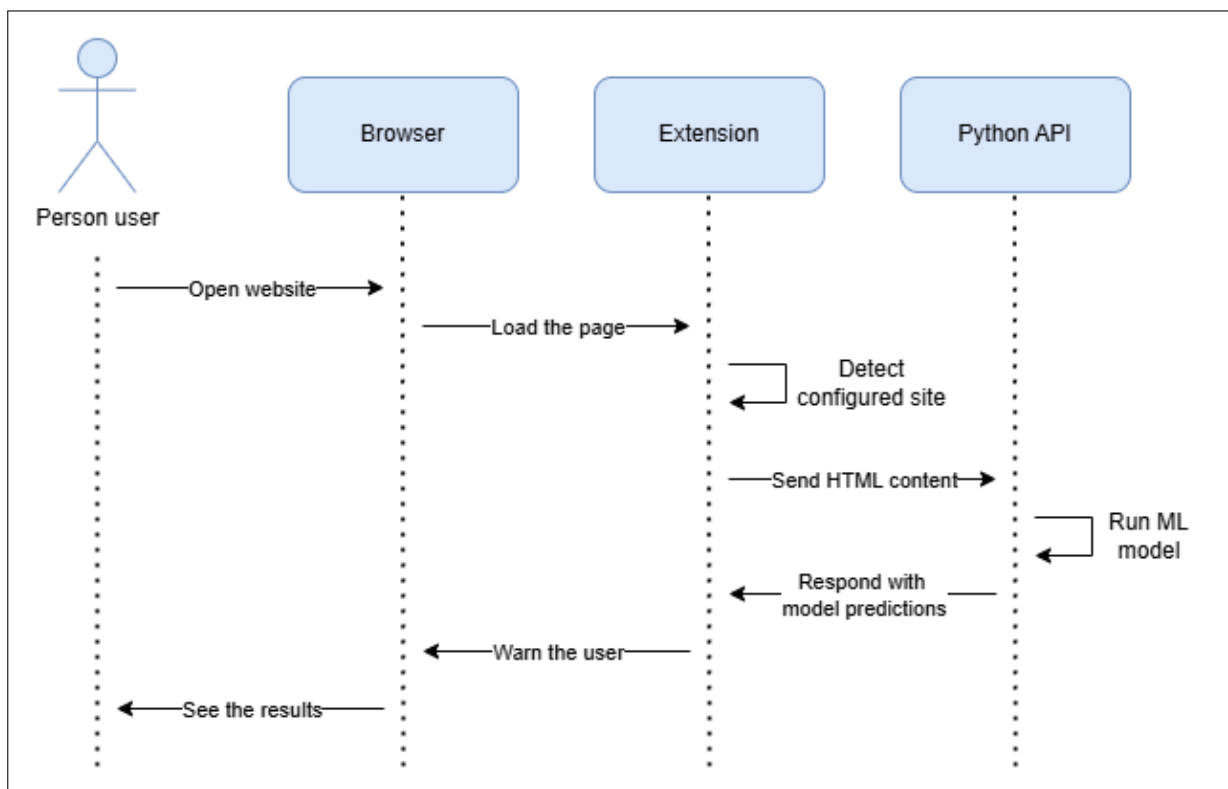 Browser
Extension
Python API
Person user
Open website
Load the page
Detect
configured site
Send HTML content
Run ML
model
Respond with
model predictions
Warn the user
See the results